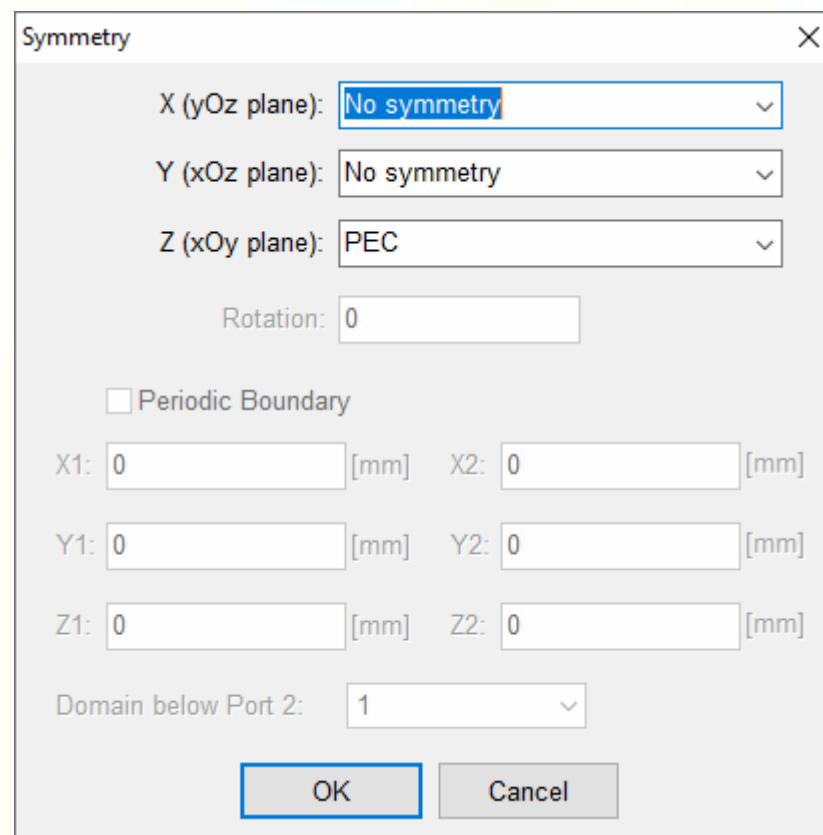 Symmetry
X (yOz plane): No symmetry
Y (xOz plane): No symmetry
Z (xOy plane): PEC
Rotation: 0
Periodic Boundary
X1: 0 [mm] X2: 0 [mm]
Y1: 0 [mm] Y2: 0 [mm]
Z1: 0 [mm] Z2: 0 [mm]
Domain below Port 2: 1
OK Cancel